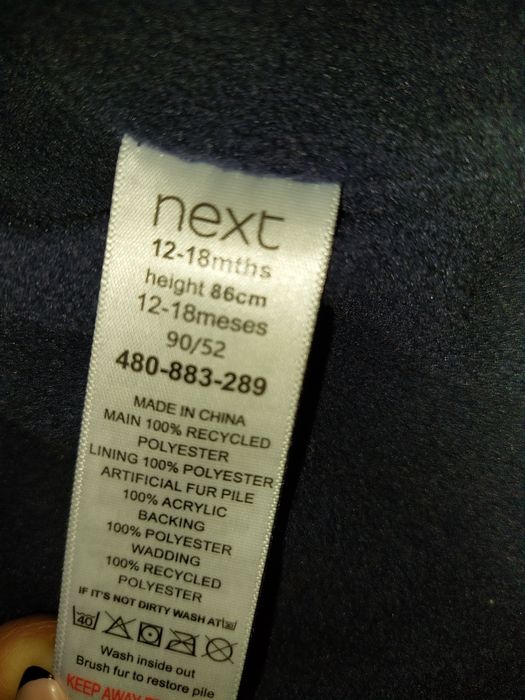 next
12-18mths
height 86cm
12-18meses
90/52
480-883-289
MADE IN CHINA
MAIN 100% RECYCLED
POLYESTER
LINING 100% POLYESTER
ARTIFICIAL FUR PILE
100% ACRYLIC
BACKING
100% POLYESTER
WADDING
100% RECYCLED
POLYESTER
IF IT'S NOT DIRTY WASH AT 30
40
Wash inside out
Brush fur to restore pile
KEEP AWAY